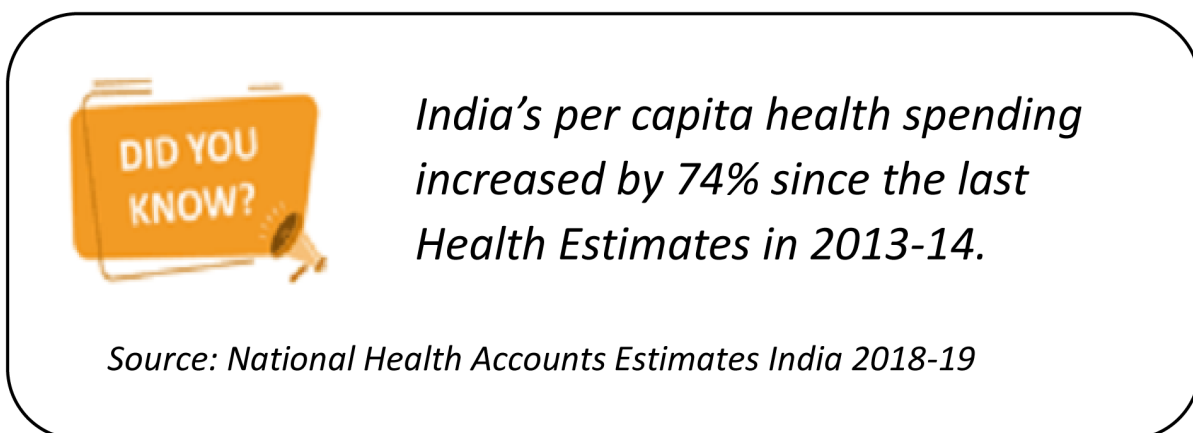 DID YOU
KNOW?
India’s per capita health spending
increased by 74% since the last
Health Estimates in 2013-14.
Source: National Health Accounts Estimates India 2018-19